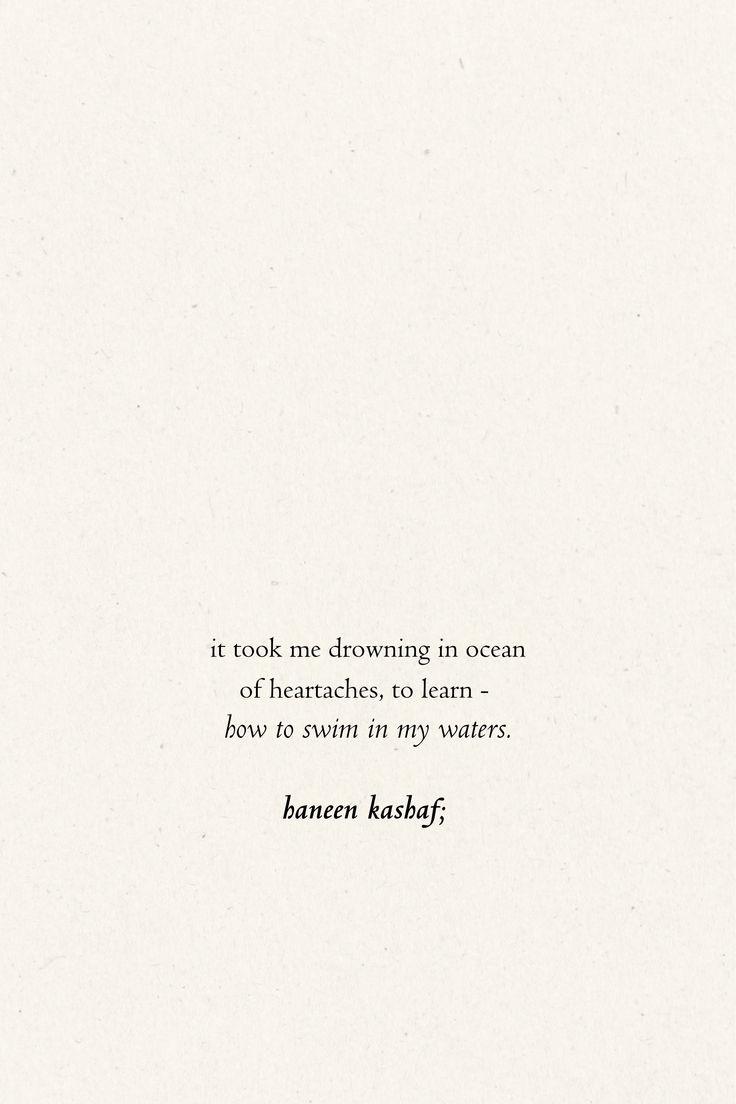 it took me drowning in ocean
of heartaches, to learn -
how to swim in my waters.
haneen kashaf;